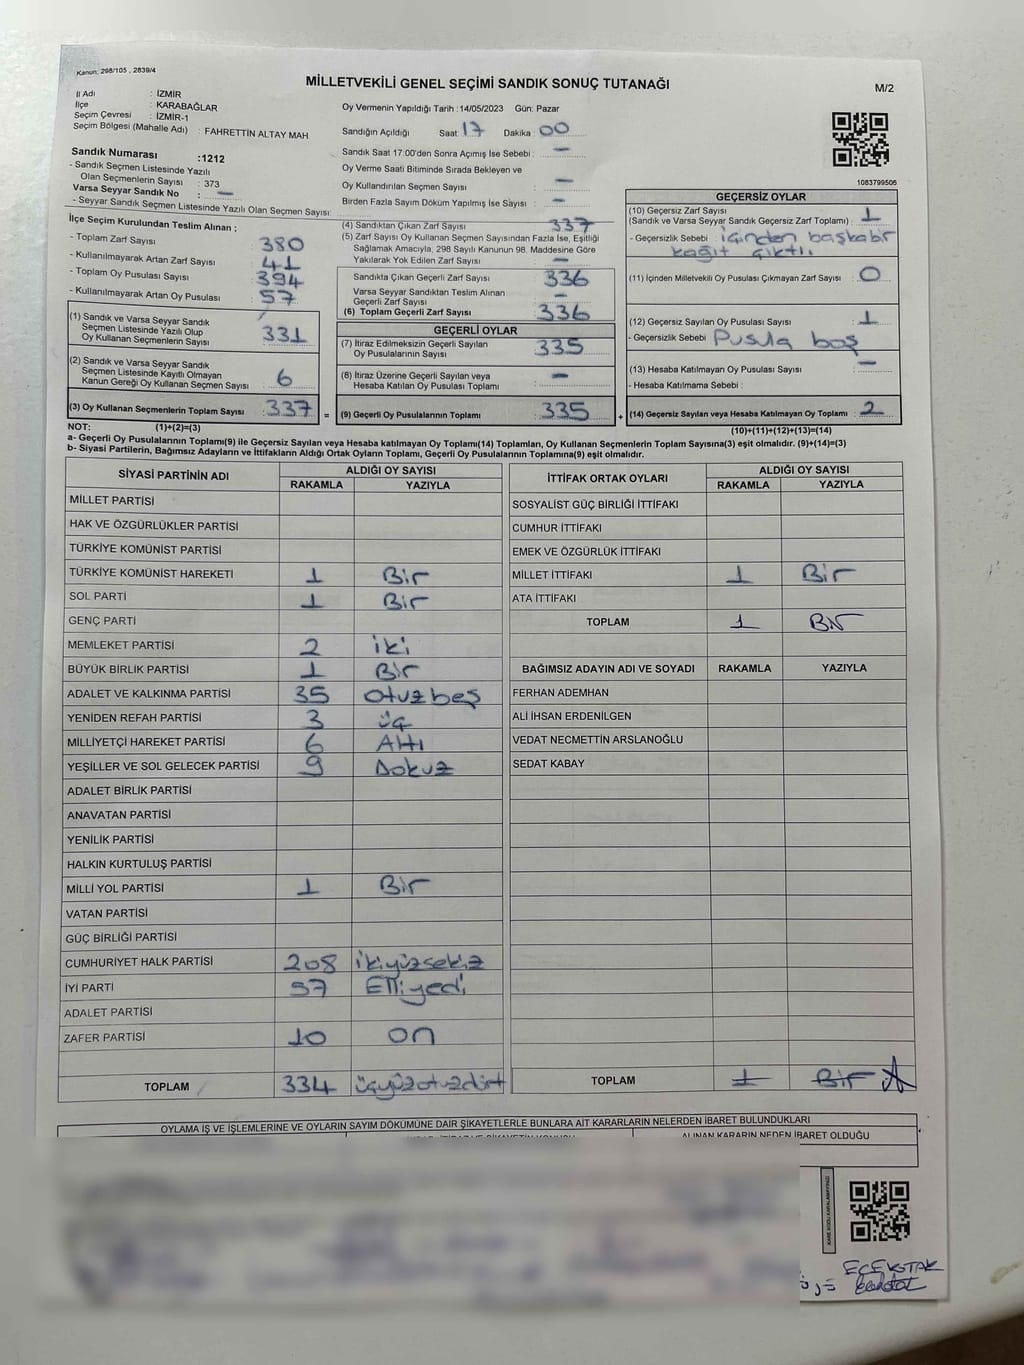 Kanun: 298/105 , 2839/4
MİLLETVEKİLİ GENEL SEÇİMİ SANDIK SONUÇ TUTANAĞI
M/2
İl Adı : İZMİR
İlçe : KARABAĞLAR
Seçim Çevresi : İZMİR-1
Seçim Bölgesi (Mahalle Adı) : FAHRETTİN ALTAY MAH
Sandık Numarası :1212
- Sandık Seçmen Listesinde Yazılı
Olan Seçmenlerin Sayısı : 373
Varsa Seyyar Sandık No : —
- Seyyar Sandık Seçmen Listesinde Yazılı Olan Seçmen Sayısı:
Oy Vermenin Yapıldığı Tarih :14/05/2023 Gün: Pazar
Sandığın Açıldığı Saat : 17 Dakika : 00
Sandık Saat 17:00'den Sonra Açımış İse Sebebi : —
Oy Verme Saati Bitiminde Sırada Bekleyen ve
Oy Kullandırılan Seçmen Sayısı : —
Birden Fazla Sayım Döküm Yapılmış İse Sayısı : —
1083799506
İlçe Seçim Kurulundan Teslim Alınan ;
- Toplam Zarf Sayısı : 380
- Kullanılmayarak Artan Zarf Sayısı : 41
- Toplam Oy Pusulası Sayısı : 394
- Kullanılmayarak Artan Oy Pusulası : 57
(1) Sandık ve Varsa Seyyar Sandık
Seçmen Listesinde Yazılı Olup
Oy Kullanan Seçmenlerin Sayısı : 331
(2) Sandık ve Varsa Seyyar Sandık
Seçmen Listesinde Kayıtlı Olmayan
Kanun Gereği Oy Kullanan Seçmen Sayısı : 6
(3) Oy Kullanan Seçmenlerin Toplam Sayısı : 337
(4) Sandıktan Çıkan Zarf Sayısı : 337
(5) Zarf Sayısı Oy Kullanan Seçmen Sayısından Fazla İse, Eşitliği
Sağlamak Amacıyla, 298 Sayılı Kanunun 98. Maddesine Göre
Yakılarak Yok Edilen Zarf Sayısı : —
Sandıkta Çıkan Geçerli Zarf Sayısı : 336
Varsa Seyyar Sandıktan Teslim Alınan
Geçerli Zarf Sayısı : —
(6) Toplam Geçerli Zarf Sayısı : 336
GEÇERLİ OYLAR
(7) İtiraz Edilmeksizin Geçerli Sayılan
Oy Pusulalarının Sayısı : 335
(8) İtiraz Üzerine Geçerli Sayılan veya
Hesaba Katılan Oy Pusulası Toplamı : —
= (9) Geçerli Oy Pusulalarının Toplamı : 335
GEÇERSİZ OYLAR
(10) Geçersiz Zarf Sayısı
(Sandık ve Varsa Seyyar Sandık Geçersiz Zarf Toplamı) : 1
- Geçersizlik Sebebi : içinden başkabir
kağıt çıktı.
(11) İçinden Milletvekili Oy Pusulası Çıkmayan Zarf Sayısı : 0
(12) Geçersiz Sayılan Oy Pusulası Sayısı : 1
- Geçersizlik Sebebi : Pusula boş
(13) Hesaba Katılmayan Oy Pusulası Sayısı : —
- Hesaba Katılmama Sebebi :
+ (14) Geçersiz Sayılan veya Hesaba Katılmayan Oy Toplamı : 2
NOT: (1)+(2)=(3)
(10)+(11)+(12)+(13)=(14)
a- Geçerli Oy Pusulalarının Toplamı(9) ile Geçersiz Sayılan veya Hesaba katılmayan Oy Toplamı(14) Toplamları, Oy Kullanan Seçmenlerin Toplam Sayısına(3) eşit olmalıdır. (9)+(14)=(3)
b- Siyasi Partilerin, Bağımsız Adayların ve İttifakların Aldığı Ortak Oyların Toplamı, Geçerli Oy Pusulalarının Toplamına(9) eşit olmalıdır.
SİYASİ PARTİNİN ADI ALDIĞI OY SAYISI
RAKAMLA YAZIYLA
MİLLET PARTİSİ
HAK VE ÖZGÜRLÜKLER PARTİSİ
TÜRKİYE KOMÜNİST PARTİSİ
TÜRKİYE KOMÜNİST HAREKETİ 1 Bir
SOL PARTİ 1 Bir
GENÇ PARTİ
MEMLEKET PARTİSİ 2 iki
BÜYÜK BİRLİK PARTİSİ 1 Bir
ADALET VE KALKINMA PARTİSİ 35 Otuzbeş
YENİDEN REFAH PARTİSİ 3 üç
MİLLİYETÇİ HAREKET PARTİSİ 6 Altı
YEŞİLLER VE SOL GELECEK PARTİSİ 9 Dokuz
ADALET BİRLİK PARTİSİ
ANAVATAN PARTİSİ
YENİLİK PARTİSİ
HALKIN KURTULUŞ PARTİSİ
MİLLİ YOL PARTİSİ 1 Bir
VATAN PARTİSİ
GÜÇ BİRLİĞİ PARTİSİ
CUMHURİYET HALK PARTİSİ 208 ikiyüzsekiz
İYİ PARTİ 57 Elliyedi
ADALET PARTİSİ
ZAFER PARTİSİ 10 on
TOPLAM 334 üçyüzotuzdört
İTTİFAK ORTAK OYLARI ALDIĞI OY SAYISI
RAKAMLA YAZIYLA
SOSYALİST GÜÇ BİRLİĞİ İTTİFAKI
CUMHUR İTTİFAKI
EMEK VE ÖZGÜRLÜK İTTİFAKI
MİLLET İTTİFAKI 1 Bir
ATA İTTİFAKI
TOPLAM 1 Bir
BAĞIMSIZ ADAYIN ADI VE SOYADI RAKAMLA YAZIYLA
FERHAN ADEMHAN
ALİ İHSAN ERDENİLGEN
VEDAT NECMETTİN ARSLANOĞLU
SEDAT KABAY
TOPLAM 1 Bir
OYLAMA İŞ VE İŞLEMLERİNE VE OYLARIN SAYIM DÖKÜMÜNE DAİR ŞİKAYETLERLE BUNLARA AİT KARARLARIN NELERDEN İBARET BULUNDUKLARI
ALINAN KARARIN NEDEN İBARET OLDUĞU
KARE KODU KARALAMAYINIZ!